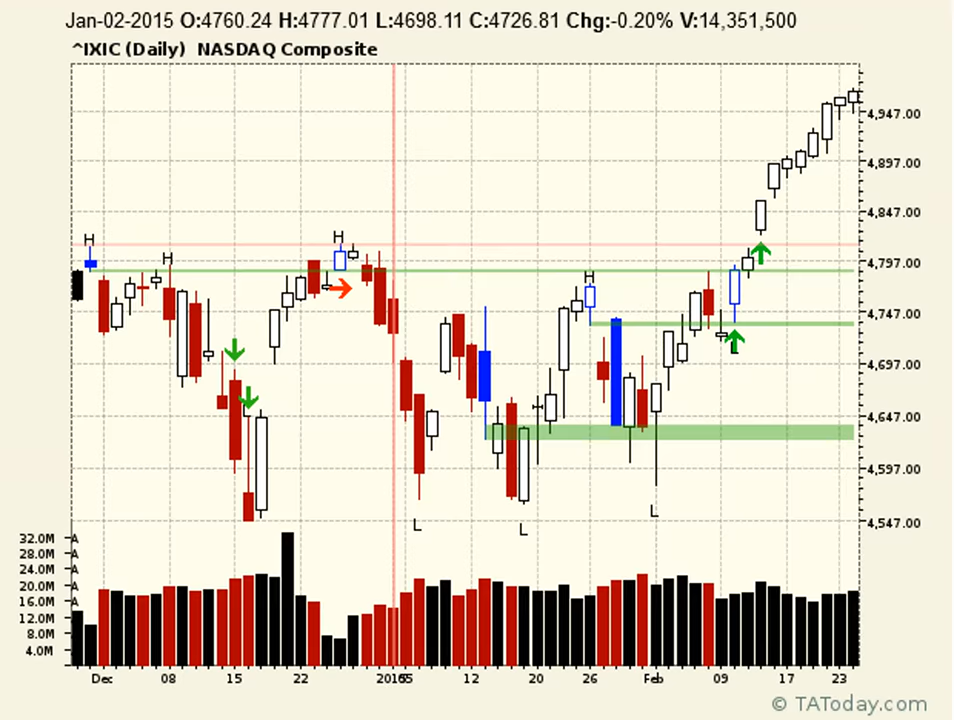 Jan-02-2015 O:4760.24 H:4777.01 L:4698.11 C:4726.81 Chg:-0.20% V:14,351,500
^IXIC (Daily) NASDAQ Composite
4,947.00
4,897.00
4,847.00
H H H
4,797.00
H
4,747.00
L
4,697.00
4,647.00
4,597.00
L L L
4,547.00
32.0M A
28.0M A
24.0M A
20.0M A
16.0M A
12.0M
8.0M
4.0M
Dec 08 15 22 2015 12 20 26 Feb 09 17 23
© TAToday.com